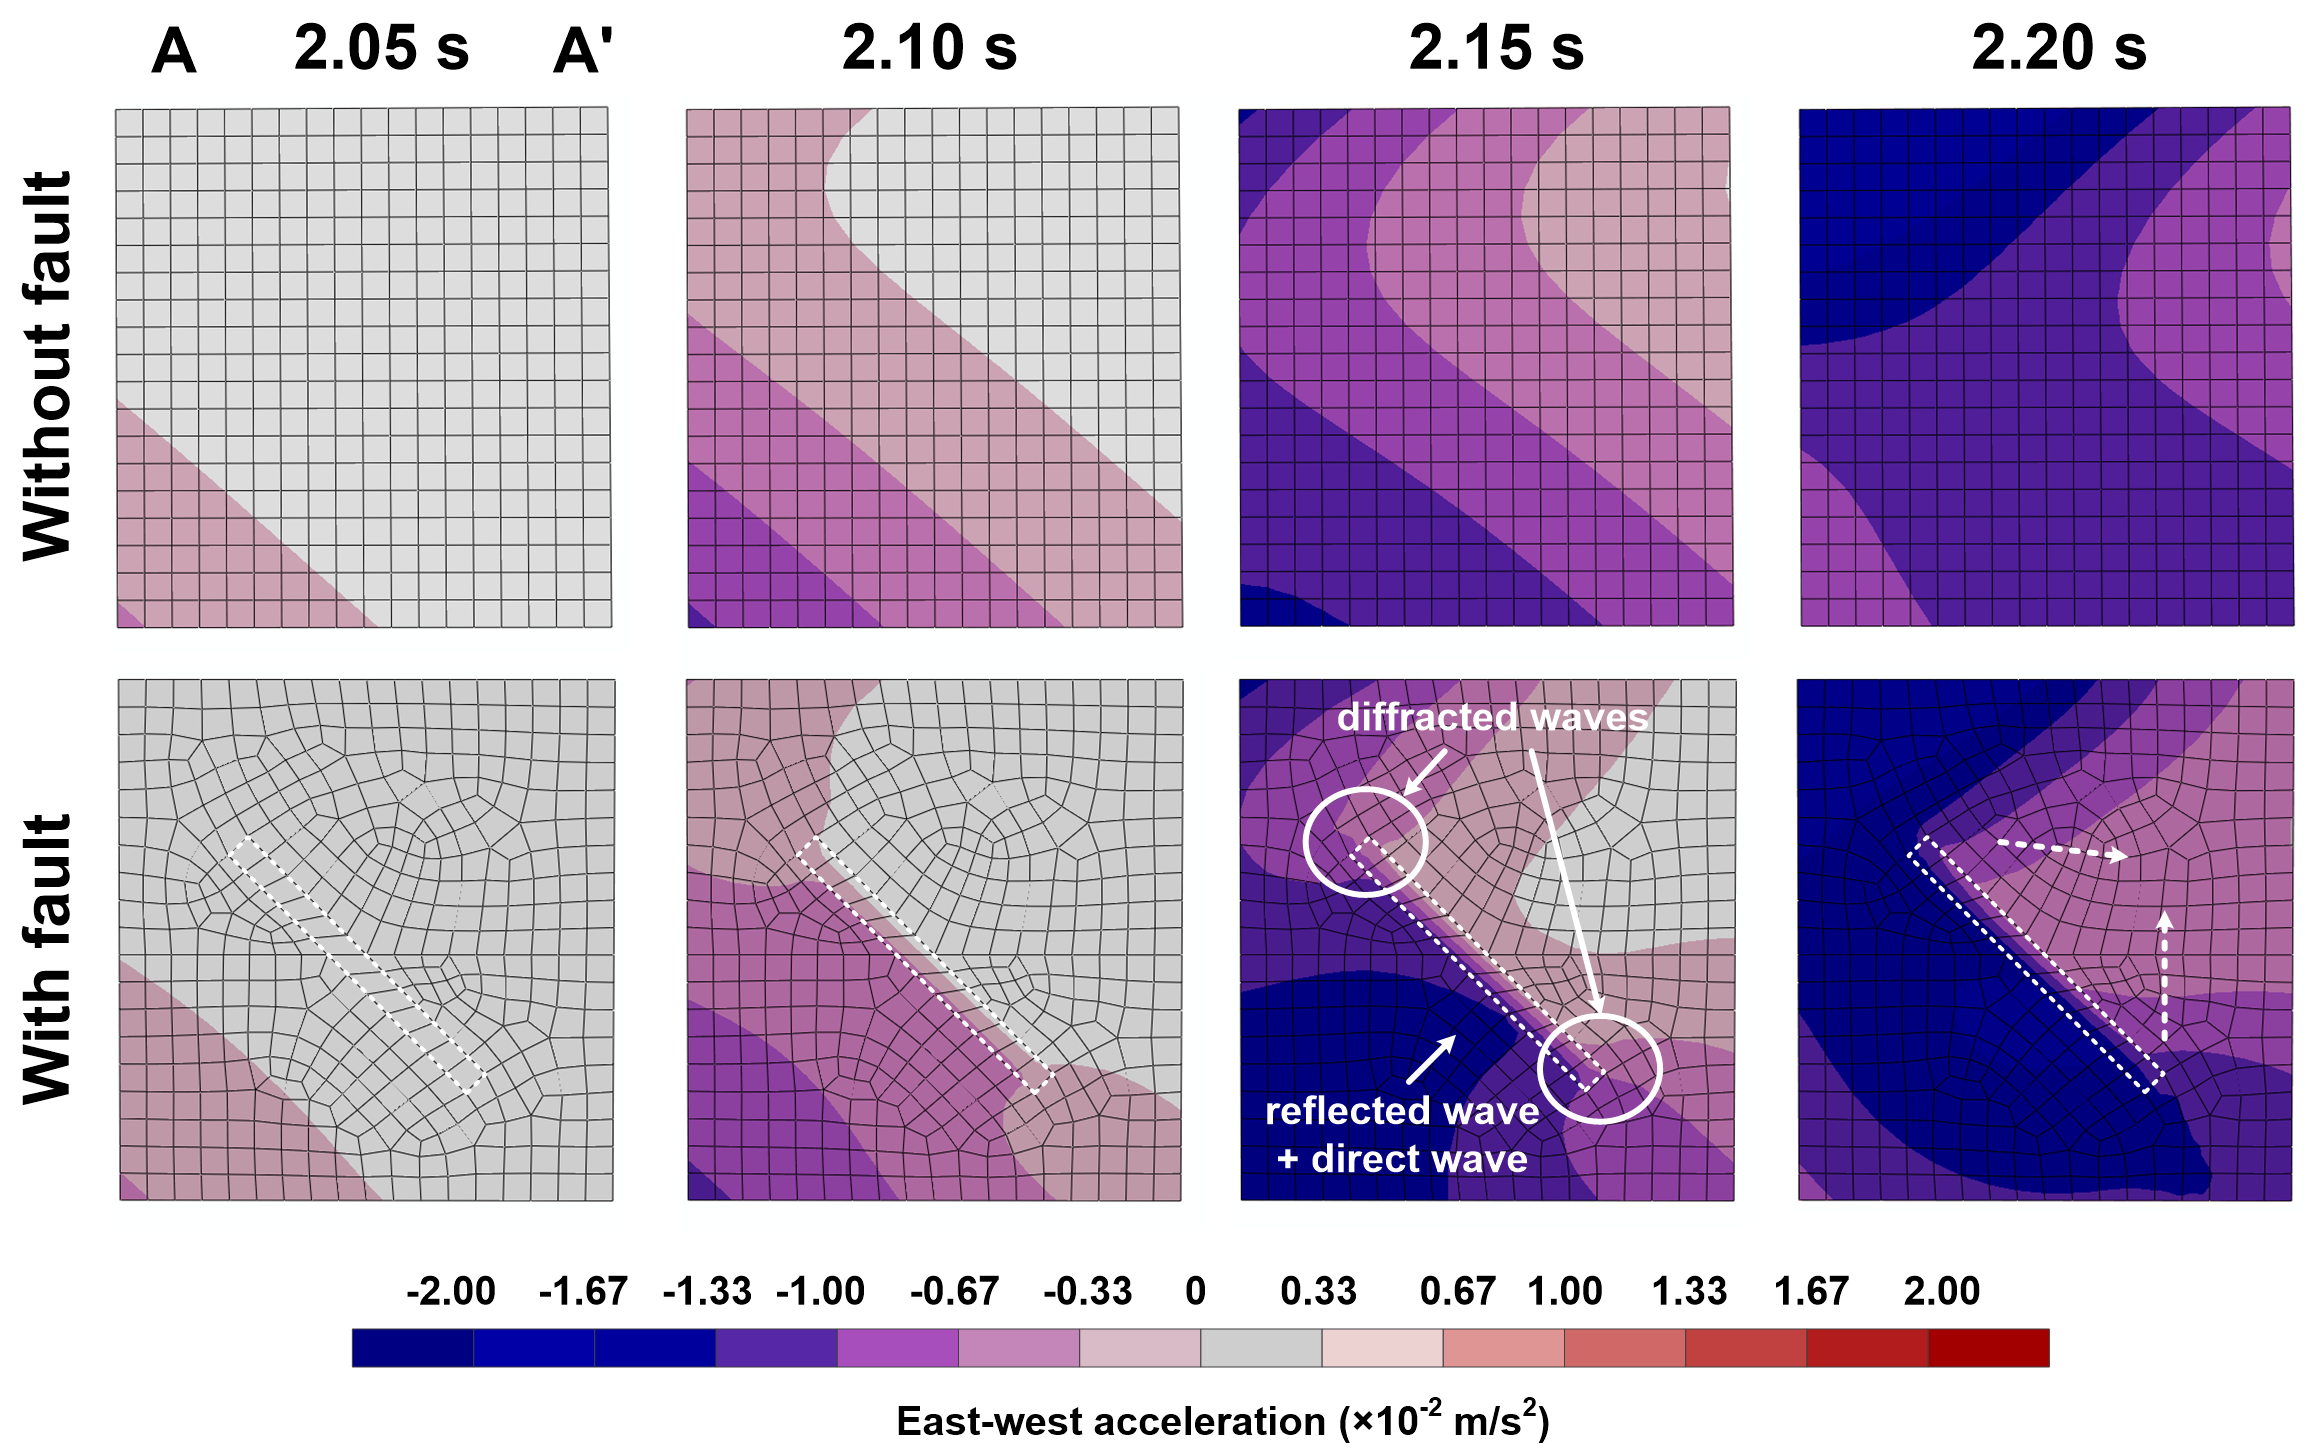 A 2.05 s A' 2.10 s 2.15 s 2.20 s
Without fault
With fault
diffracted waves
reflected wave
+ direct wave
-2.00 -1.67 -1.33 -1.00 -0.67 -0.33 0 0.33 0.67 1.00 1.33 1.67 2.00
East-west acceleration (×10⁻² m/s²)